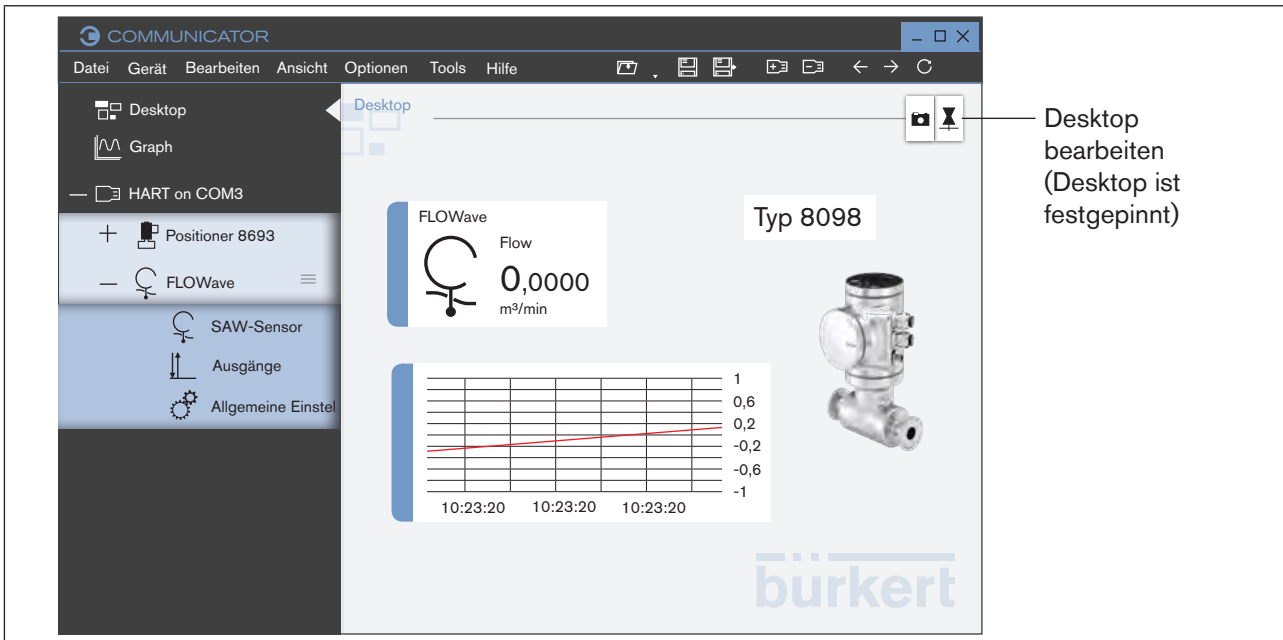 COMMUNICATOR
Datei Gerät Bearbeiten Ansicht Optionen Tools Hilfe
Desktop
Graph
HART on COM3
Positioner 8693
FLOWave
SAW-Sensor
Ausgänge
Allgemeine Einstel
Desktop
FLOWave
Flow
0,0000
m³/min
Typ 8098
1
0,6
0,2
-0,2
-0,6
-1
10:23:20 10:23:20 10:23:20
burkert
Desktop
bearbeiten
(Desktop ist
festgepinnt)